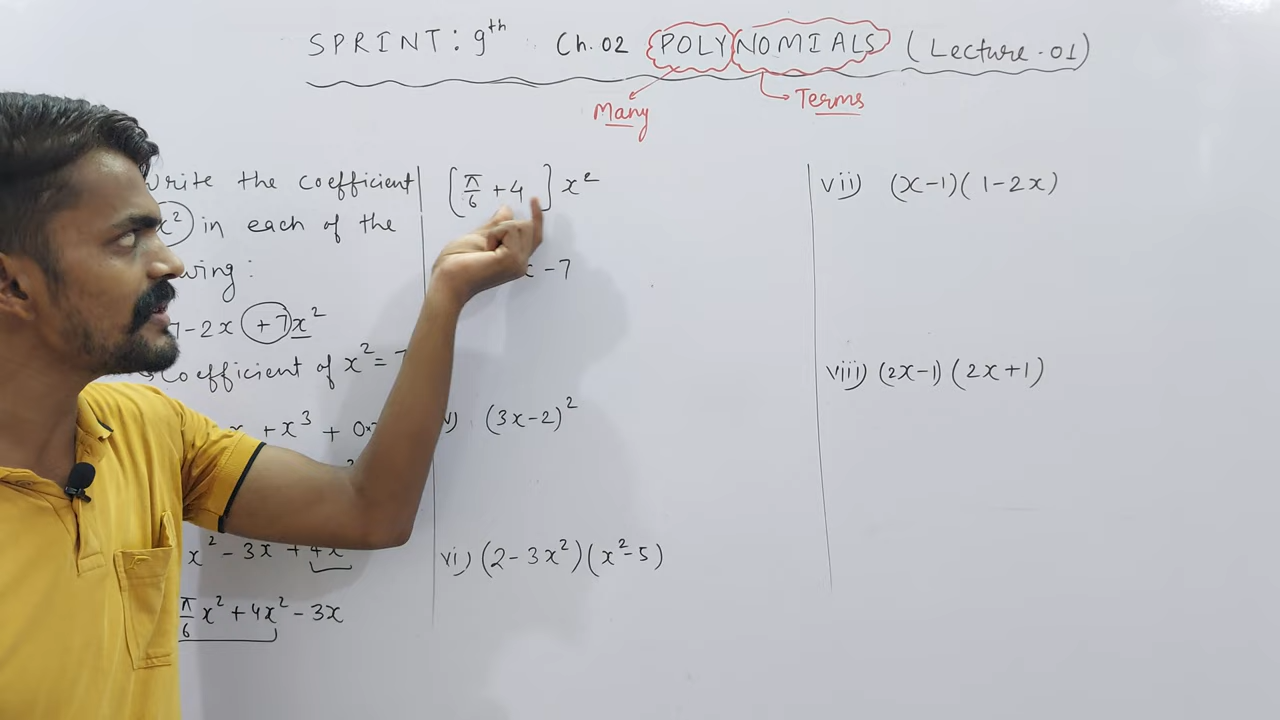 SPRINT: 9th Ch. 02 POLYNOMIALS (Lecture-01)
Many Terms
write the coefficient
x² in each of the
wing:
7-2x +7x²
Coefficient of x² = 7
x + x³ + 0x
x² - 3x + 4x
π/6 x² + 4x² - 3x
[π/6 + 4 ] x²
x - 7
v) (3x-2)²
vi) (2-3x²)(x²-5)
vii) (x-1)(1-2x)
viii) (2x-1)(2x+1)